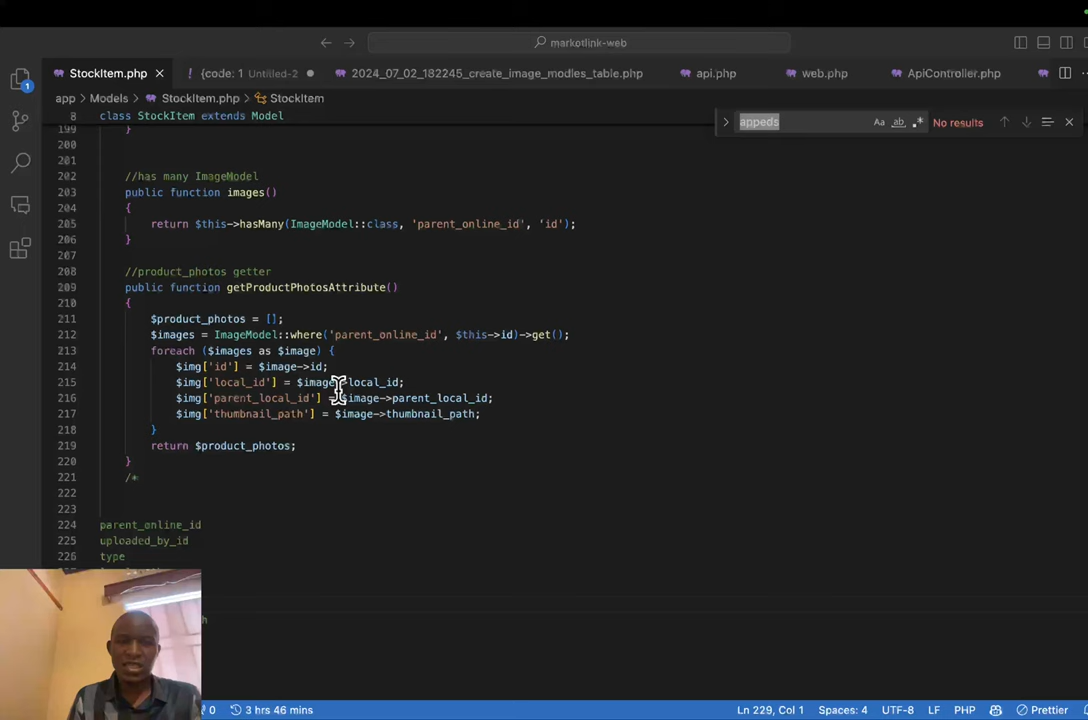 markotlink-web
StockItem.php
{code: 1 Untitled-2
2024_07_02_182245_create_image_modles_table.php
api.php
web.php
ApiController.php
1
app > Models > StockItem.php > StockItem
8 class StockItem extends Model
appeds
Aa ab .* No results
199 }
200
201
202 //has many ImageModel
203 public function images()
204 {
205 return $this->hasMany(ImageModel::class, 'parent_online_id', 'id');
206 }
207
208 //product_photos getter
209 public function getProductPhotosAttribute()
210 {
211 $product_photos = [];
212 $images = ImageModel::where('parent_online_id', $this->id)->get();
213 foreach ($images as $image) {
214 $img['id'] = $image->id;
215 $img['local_id'] = $image->local_id;
216 $img['parent_local_id'] = $image->parent_local_id;
217 $img['thumbnail_path'] = $image->thumbnail_path;
218 }
219 return $product_photos;
220 }
221 /*
222
223
224 parent_online_id
225 uploaded_by_id
226 type
h
0 3 hrs 46 mins Ln 229, Col 1 Spaces: 4 UTF-8 LF PHP Prettier